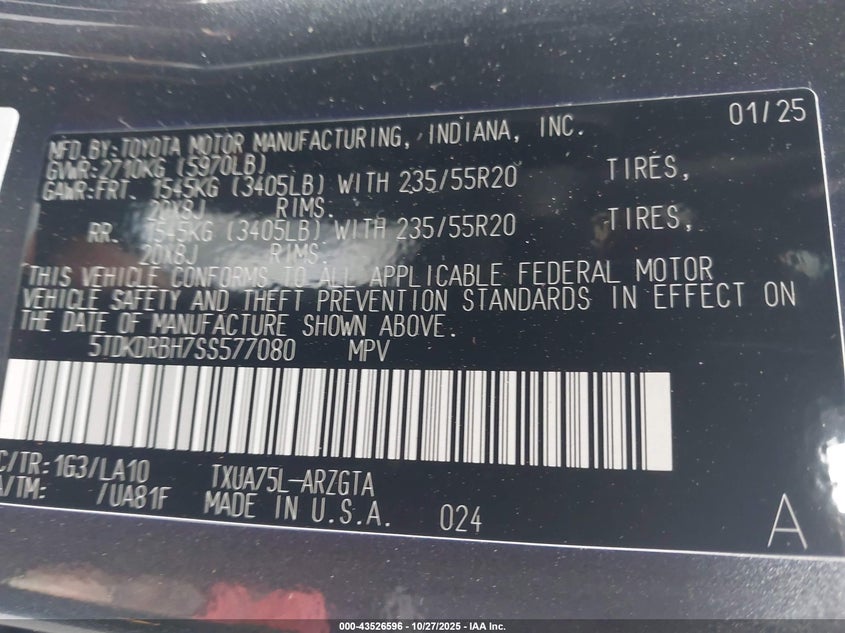 01/25
MFD.BY:TOYOTA MOTOR MANUFACTURING, INDIANA, INC.
GVWR:2710KG (5970LB)
GAWR:FRT. 1545KG (3405LB) WITH 235/55R20 TIRES,
20X8J RIMS.
RR. 1545KG (3405LB) WITH 235/55R20 TIRES,
20X8J RIMS.
THIS VEHICLE CONFORMS TO ALL APPLICABLE FEDERAL MOTOR
VEHICLE SAFETY AND THEFT PREVENTION STANDARDS IN EFFECT ON
THE DATE OF MANUFACTURE SHOWN ABOVE.
5TDKDRBH7SS577080 MPV
C/TR:1G3/LA10 TXUA75L-ARZGTA
A/TM: /UA81F MADE IN U.S.A. 024 A
000-43526596 - 10/27/2025 - IAA Inc.